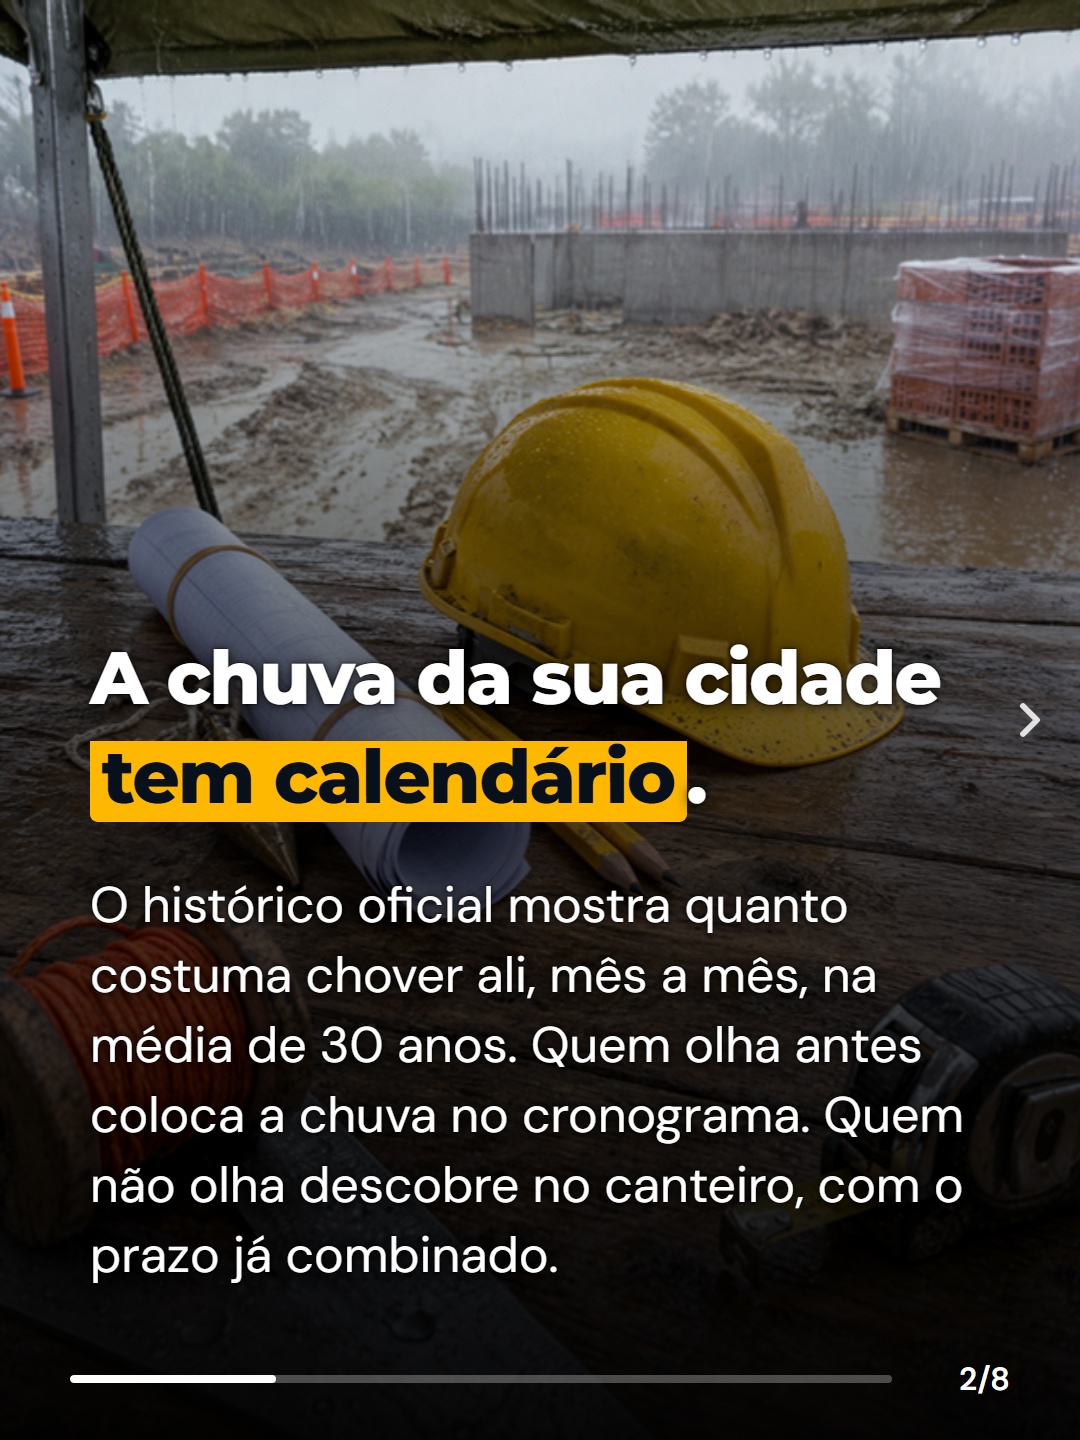 A chuva da sua cidade
tem calendário.
O histórico oficial mostra quanto
costuma chover ali, mês a mês, na
média de 30 anos. Quem olha antes
coloca a chuva no cronograma. Quem
não olha descobre no canteiro, com o
prazo já combinado.
2/8